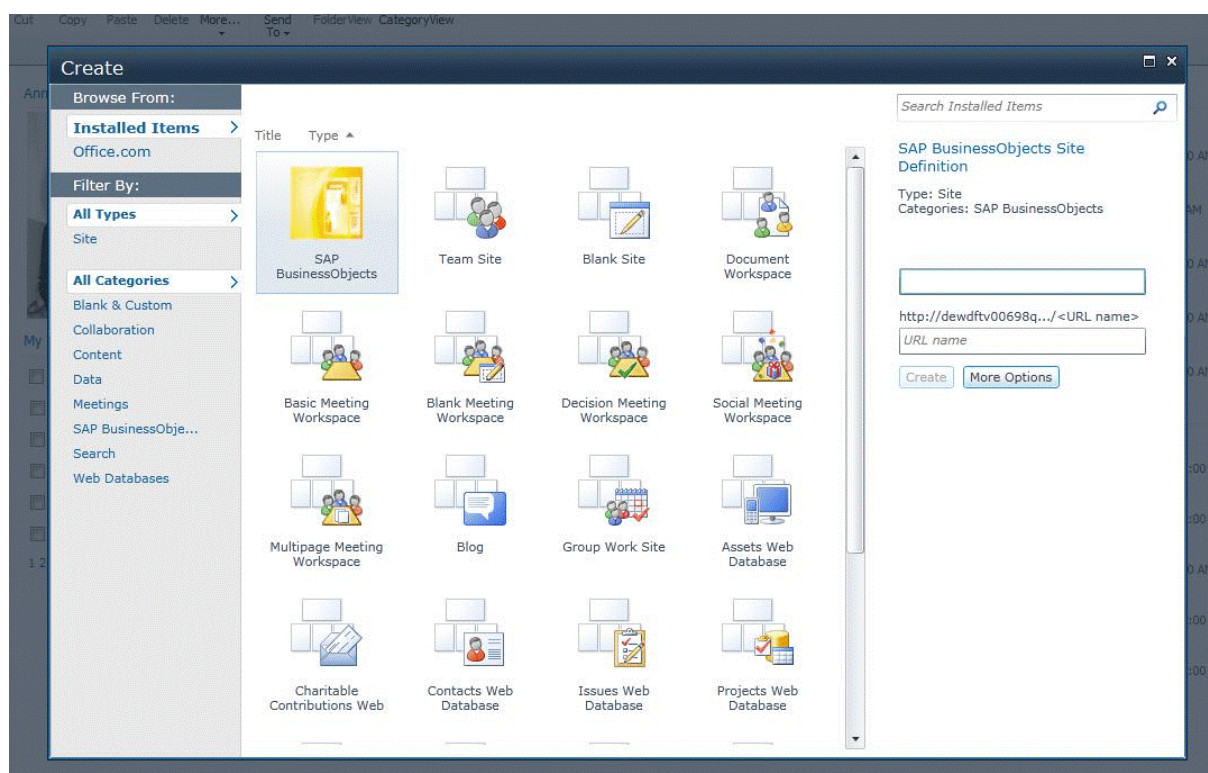 Cut Copy Paste Delete More... Send To FolderView CategoryView
Create
Browse From:
Installed Items
Office.com
Filter By:
All Types
Site
All Categories
Blank & Custom
Collaboration
Content
Data
Meetings
SAP BusinessObje...
Search
Web Databases
Title Type
SAP BusinessObjects
Team Site
Blank Site
Document Workspace
Basic Meeting Workspace
Blank Meeting Workspace
Decision Meeting Workspace
Social Meeting Workspace
Multipage Meeting Workspace
Blog
Group Work Site
Assets Web Database
Charitable Contributions Web
Contacts Web Database
Issues Web Database
Projects Web Database
Search Installed Items
SAP BusinessObjects Site
Definition
Type: Site
Categories: SAP BusinessObjects
http://dewdftv00698q.../<URL name>
URL name
Create More Options
My
1 2